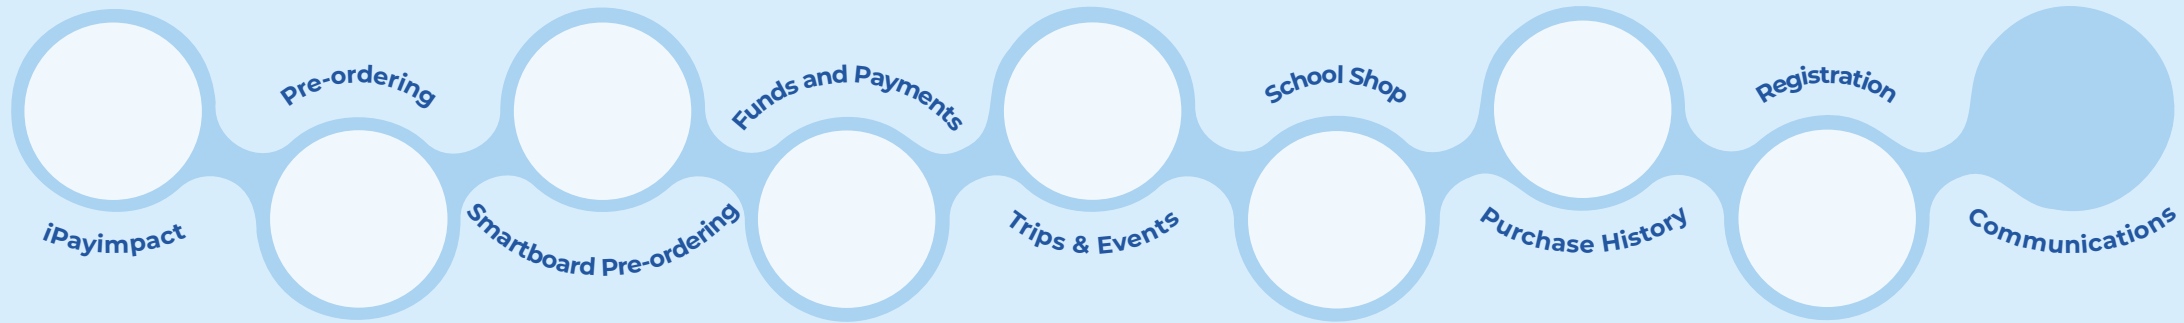 iPayimpact
Pre-ordering
Smartboard Pre-ordering
Funds and Payments
Trips & Events
School Shop
Purchase History
Registration
Communications